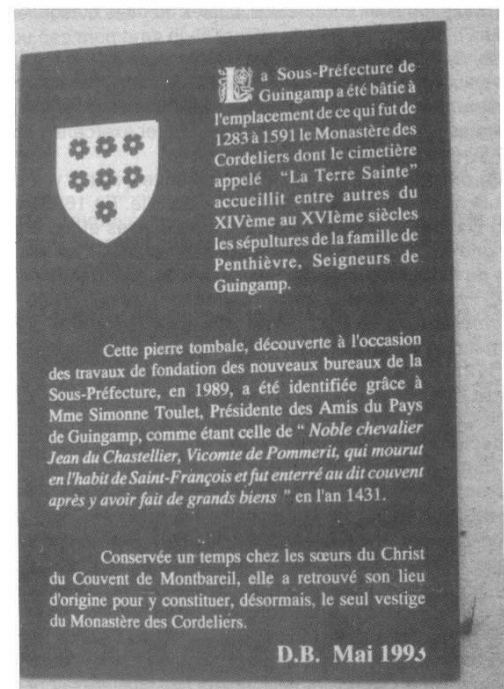 La Sous-Préfecture de
Guingamp a été bâtie à
l'emplacement de ce qui fut de
1283 à 1591 le Monastère des
Cordeliers dont le cimetière
appelé "La Terre Sainte"
accueillit entre autres du
XIVème au XVIème siècles
les sépultures de la famille de
Penthièvre, Seigneurs de
Guingamp.
Cette pierre tombale, découverte à l'occasion
des travaux de fondation des nouveaux bureaux de la
Sous-Préfecture, en 1989, a été identifiée grâce à
Mme Simonne Toulet, Présidente des Amis du Pays
de Guingamp, comme étant celle de " Noble chevalier
Jean du Chastellier, Vicomte de Pommerit, qui mourut
en l'habit de Saint-François et fut enterré au dit couvent
après y avoir fait de grands biens " en l'an 1431.
Conservée un temps chez les sœurs du Christ
du Couvent de Montbareil, elle a retrouvé son lieu
d'origine pour y constituer, désormais, le seul vestige
du Monastère des Cordeliers.
D.B. Mai 1993